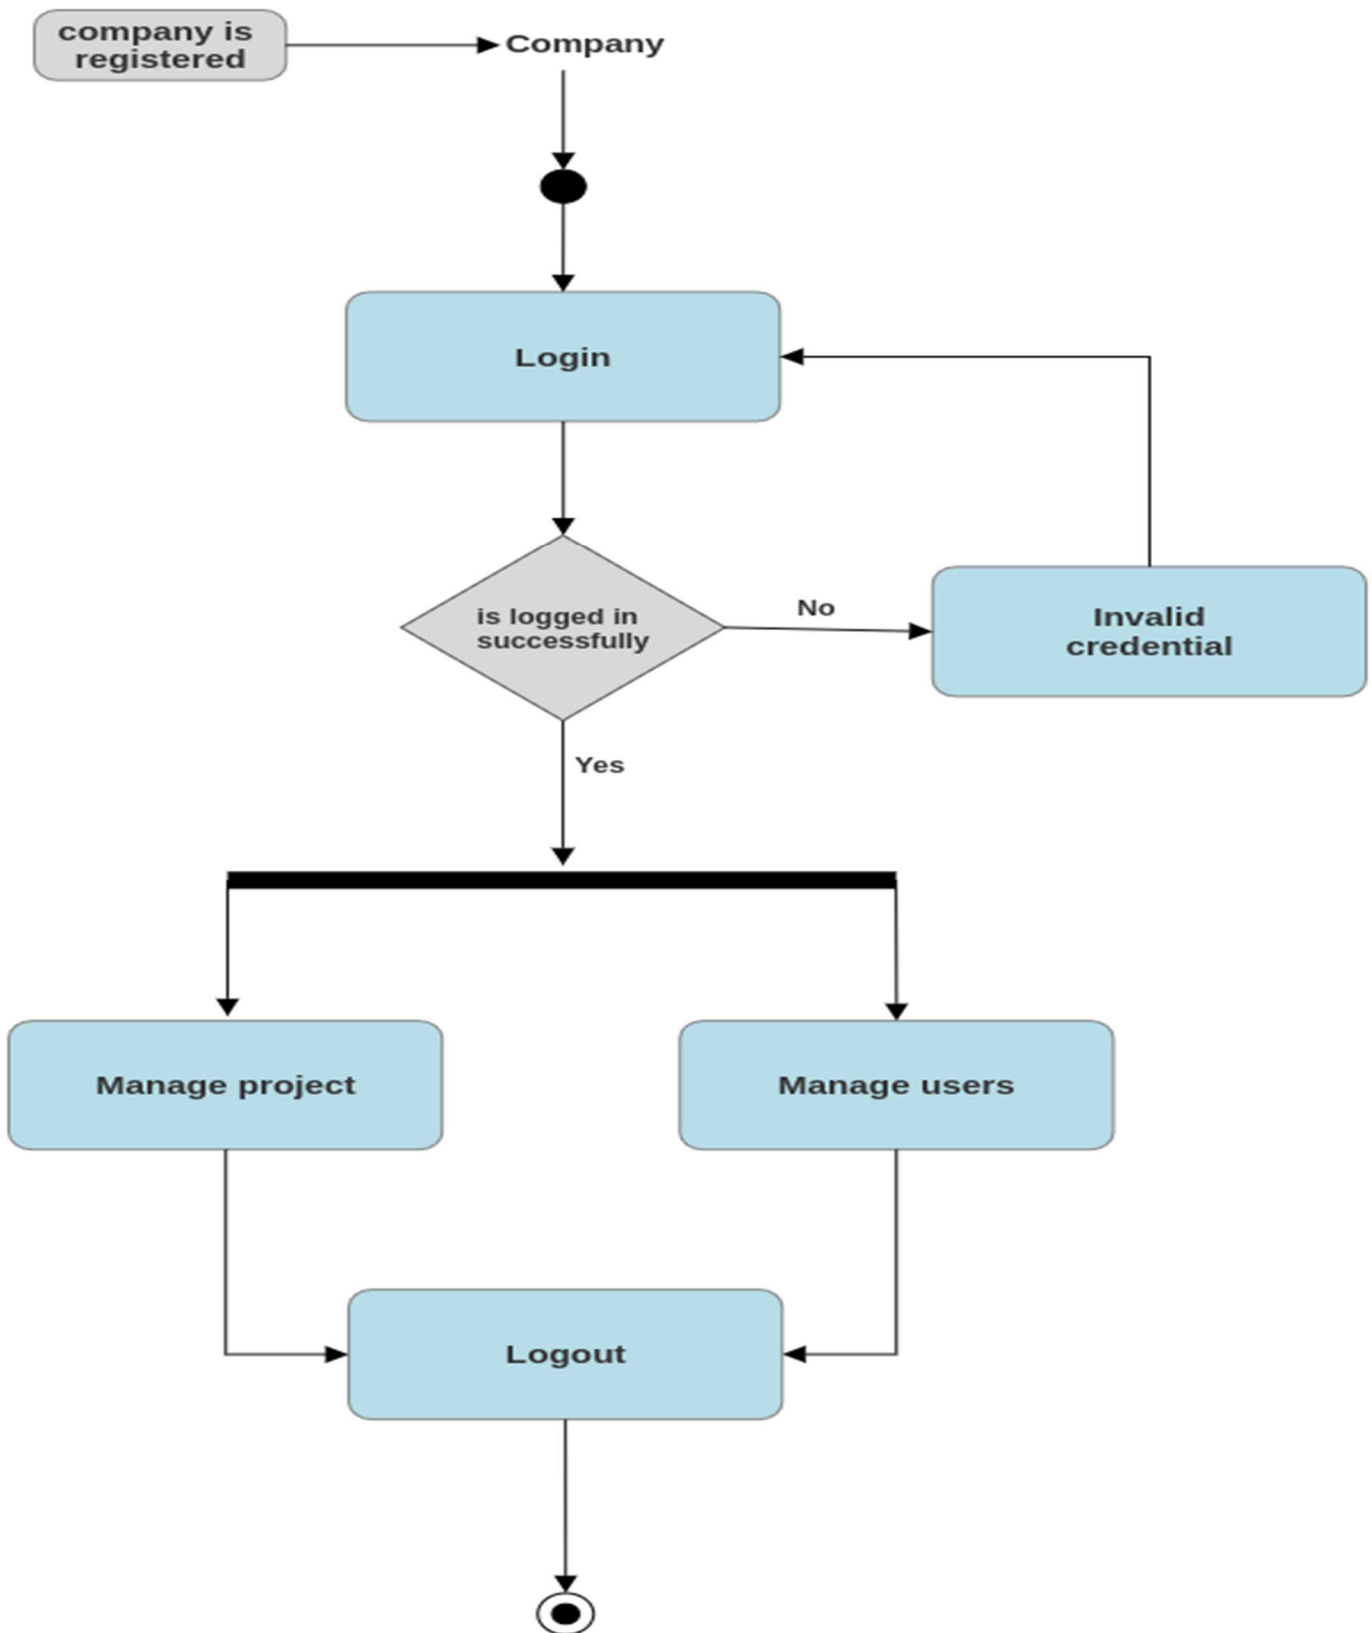 company is
registered
Company
Login
is logged in
successfully
No
Invalid
credential
Yes
Manage project
Manage users
Logout